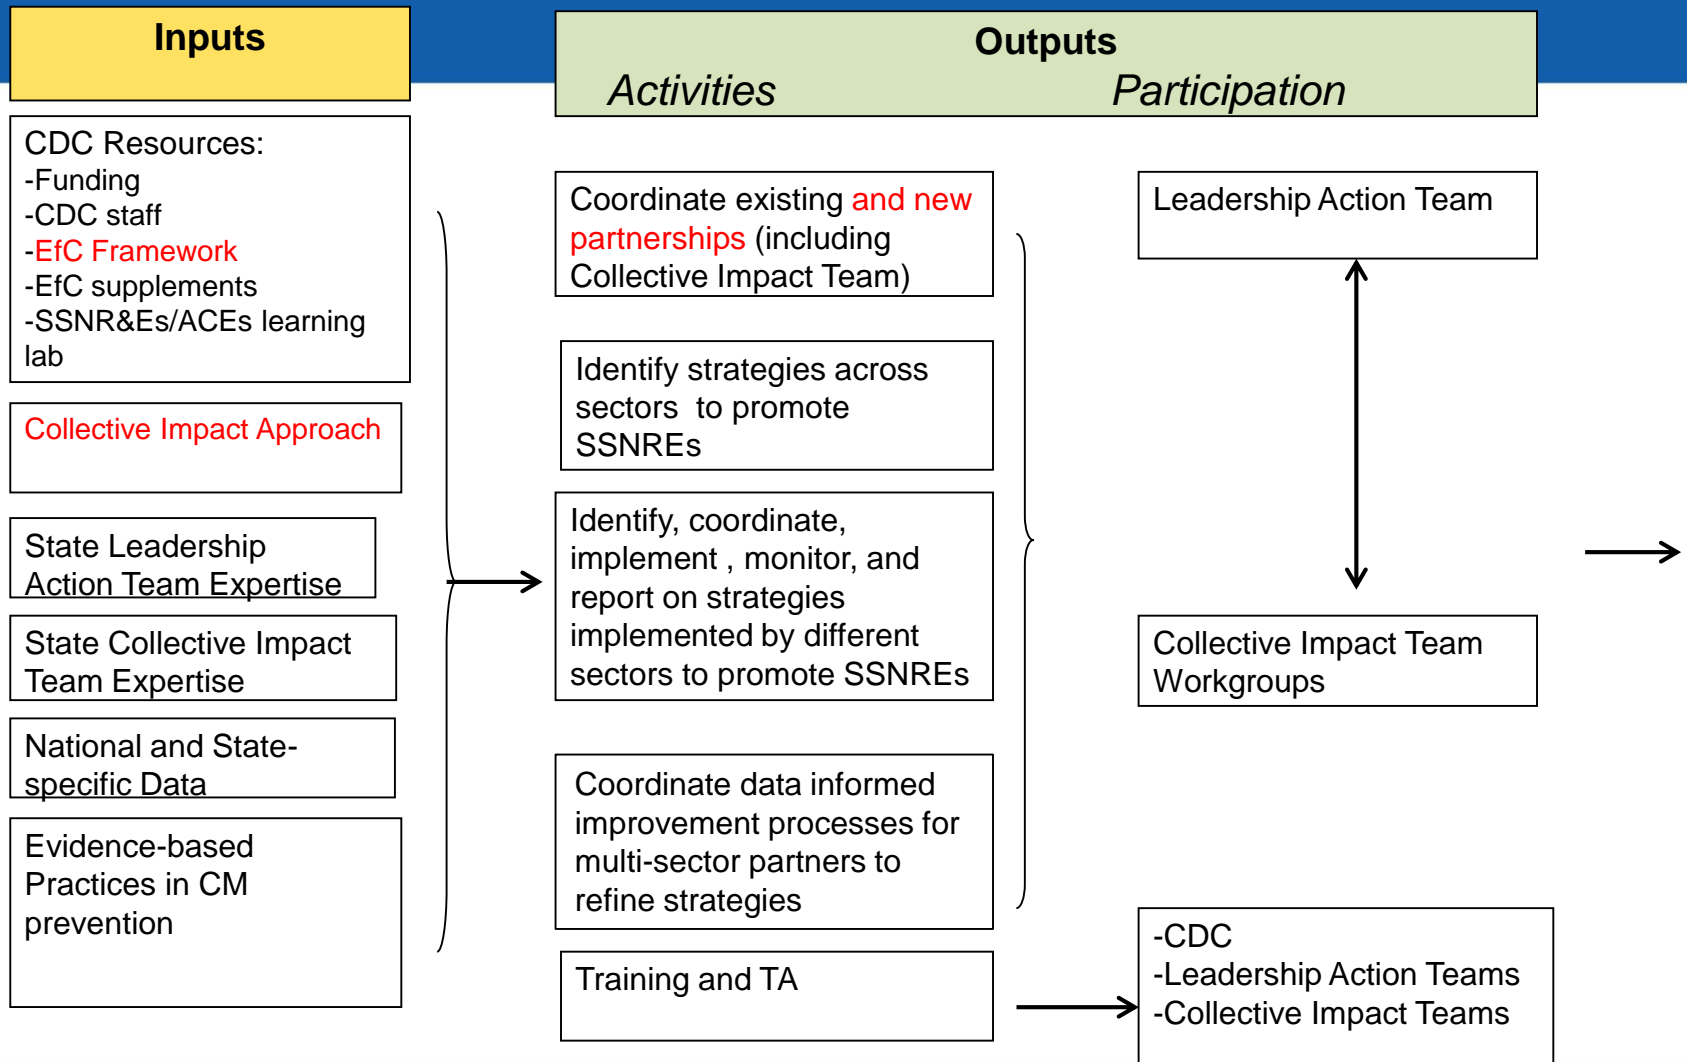 Inputs
Outputs
Activities Participation
CDC Resources:
-Funding
-CDC staff
-EfC Framework
-EfC supplements
-SSNR&Es/ACEs learning
lab
Collective Impact Approach
State Leadership
Action Team Expertise
State Collective Impact
Team Expertise
National and State-
specific Data
Evidence-based
Practices in CM
prevention
Coordinate existing and new
partnerships (including
Collective Impact Team)
Identify strategies across
sectors to promote
SSNREs
Identify, coordinate,
implement , monitor, and
report on strategies
implemented by different
sectors to promote SSNREs
Coordinate data informed
improvement processes for
multi-sector partners to
refine strategies
Training and TA
Leadership Action Team
Collective Impact Team
Workgroups
-CDC
-Leadership Action Teams
-Collective Impact Teams